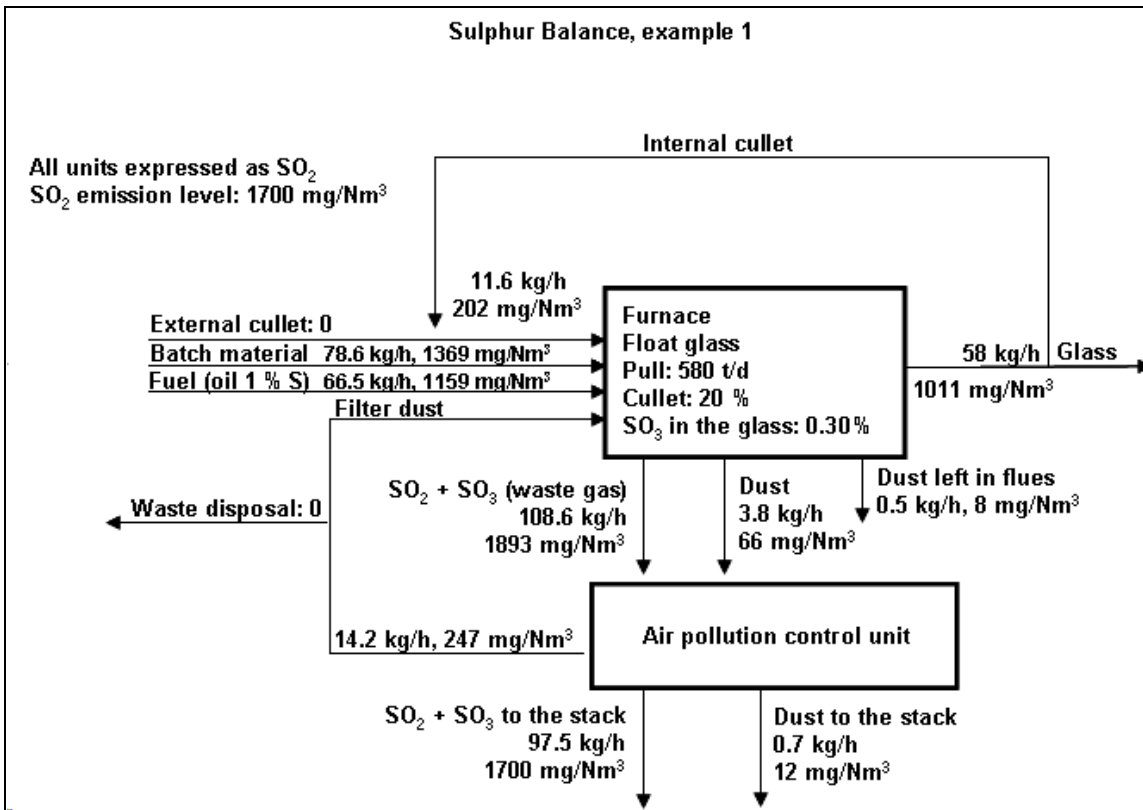 Sulphur Balance, example 1
Internal cullet
All units expressed as SO₂
SO₂ emission level: 1700 mg/Nm³
11.6 kg/h
202 mg/Nm³
External cullet: 0
Batch material 78.6 kg/h, 1369 mg/Nm³
Fuel (oil 1 % S) 66.5 kg/h, 1159 mg/Nm³
Filter dust
Furnace
Float glass
Pull: 580 t/d
Cullet: 20 %
SO₃ in the glass: 0.30%
58 kg/h Glass
1011 mg/Nm³
Waste disposal: 0
SO₂ + SO₃ (waste gas)
108.6 kg/h
1893 mg/Nm³
Dust
3.8 kg/h
66 mg/Nm³
Dust left in flues
0.5 kg/h, 8 mg/Nm³
14.2 kg/h, 247 mg/Nm³
Air pollution control unit
SO₂ + SO₃ to the stack
97.5 kg/h
1700 mg/Nm³
Dust to the stack
0.7 kg/h
12 mg/Nm³